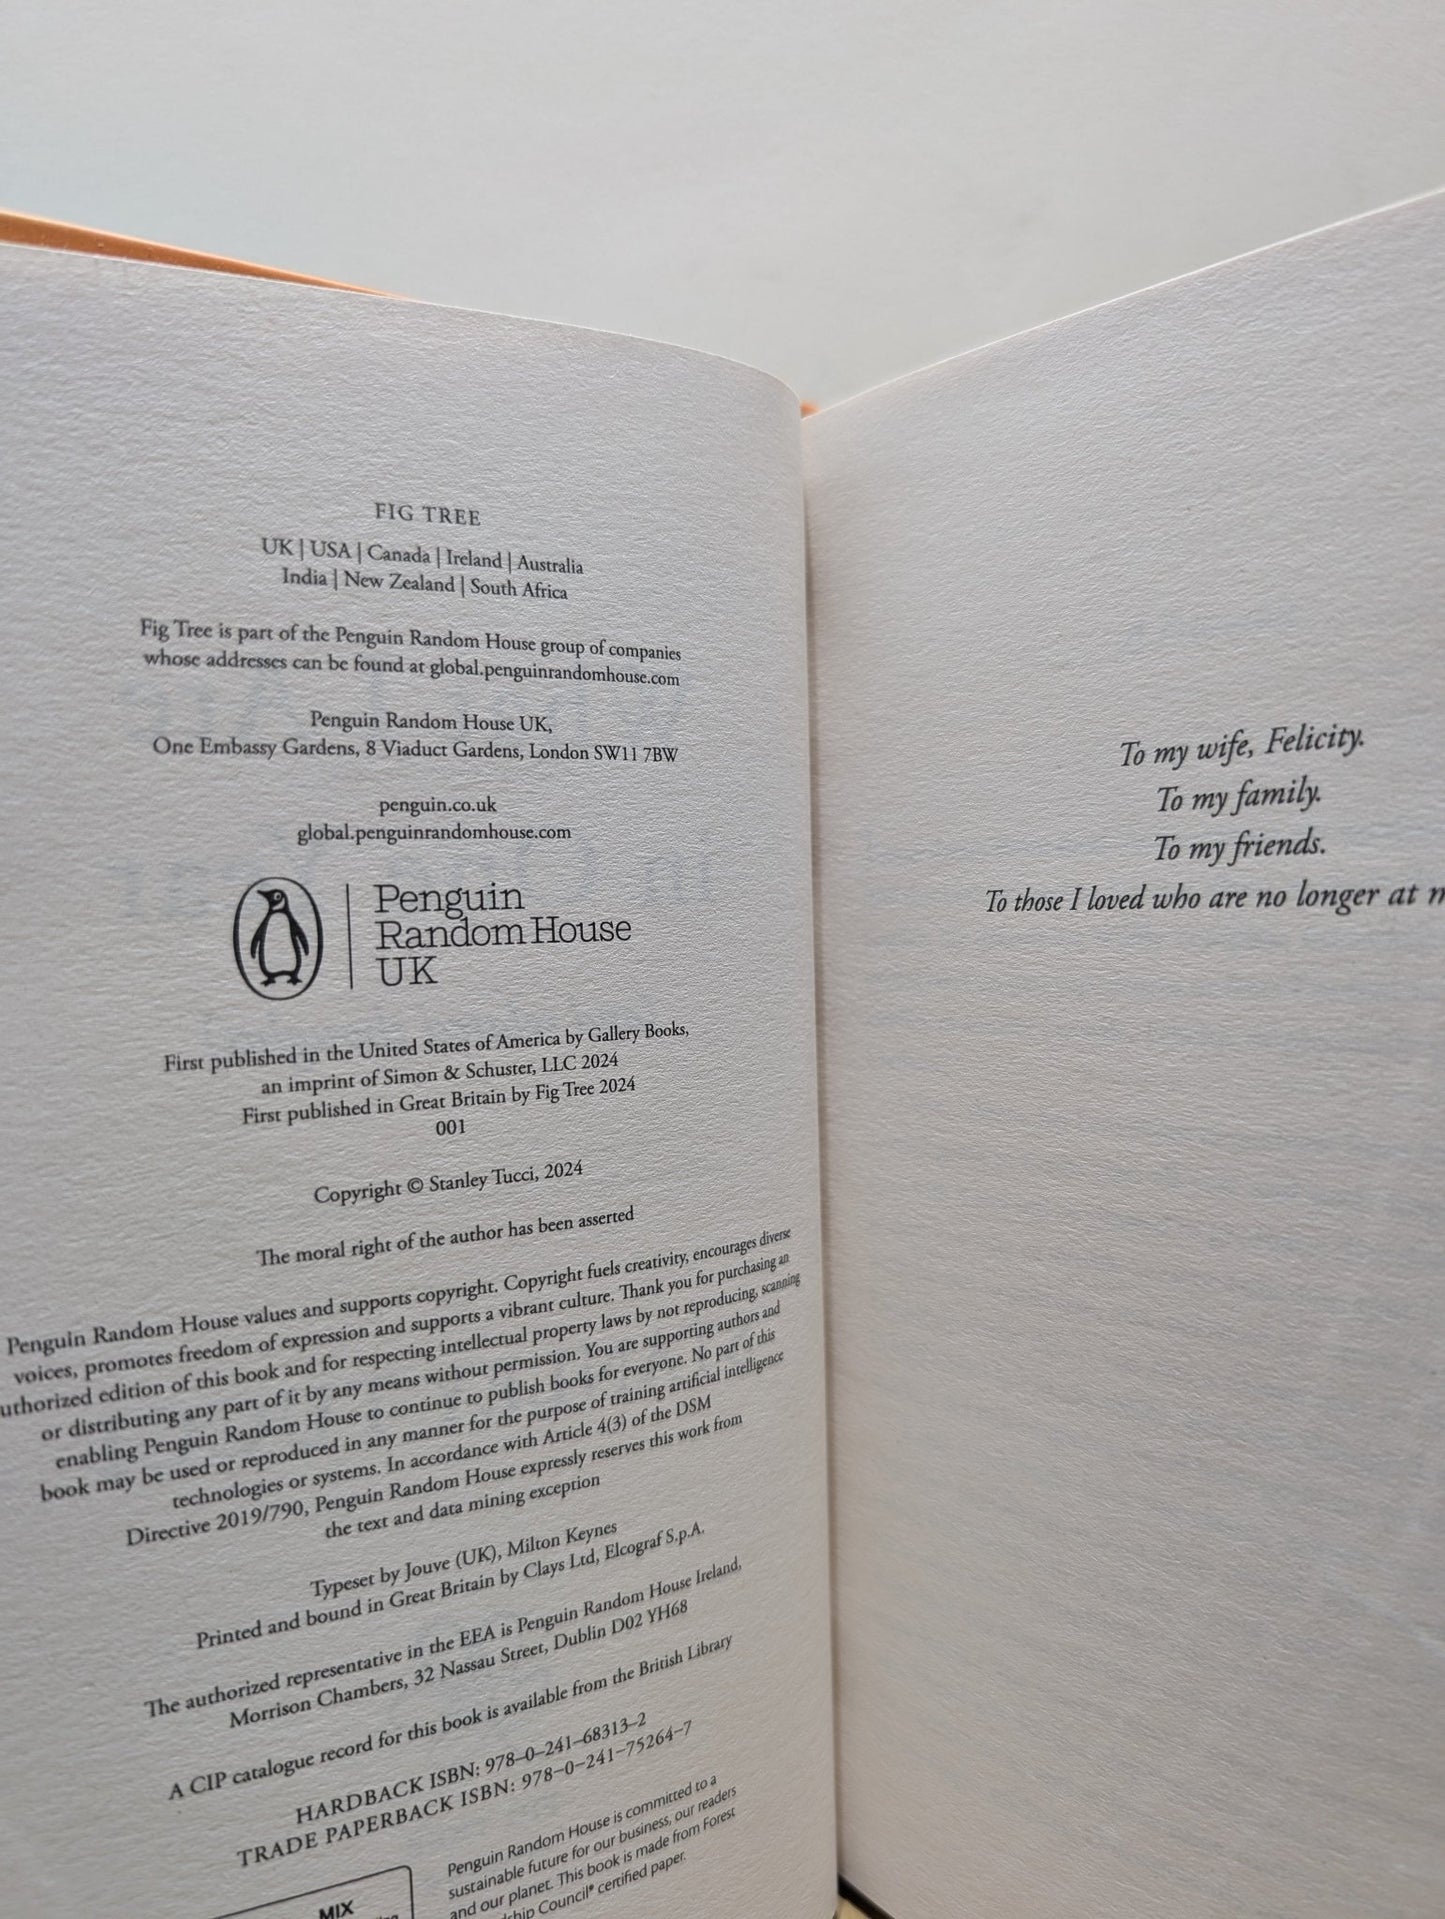 FIG TREE
UK | USA | Canada | Ireland | Australia
India | New Zealand | South Africa
Fig Tree is part of the Penguin Random House group of companies
whose addresses can be found at global.penguinrandomhouse.com
Penguin Random House UK,
One Embassy Gardens, 8 Viaduct Gardens, London SW11 7BW
penguin.co.uk
global.penguinrandomhouse.com
Penguin
Random House
UK
First published in the United States of America by Gallery Books,
an imprint of Simon & Schuster, LLC 2024
First published in Great Britain by Fig Tree 2024
001
Copyright © Stanley Tucci, 2024
The moral right of the author has been asserted
Penguin Random House values and supports copyright. Copyright fuels creativity, encourages diverse
voices, promotes freedom of expression and supports a vibrant culture. Thank you for purchasing an
uthorized edition of this book and for respecting intellectual property laws by not reproducing, scanning
or distributing any part of it by any means without permission. You are supporting authors and
enabling Penguin Random House to continue to publish books for everyone. No part of this
book may be used or reproduced in any manner for the purpose of training artificial intelligence
technologies or systems. In accordance with Article 4(3) of the DSM
Directive 2019/790, Penguin Random House expressly reserves this work from
the text and data mining exception
Typeset by Jouve (UK), Milton Keynes
Printed and bound in Great Britain by Clays Ltd, Elcograf S.p.A.
The authorized representative in the EEA is Penguin Random House Ireland,
Morrison Chambers, 32 Nassau Street, Dublin D02 YH68
A CIP catalogue record for this book is available from the British Library
HARDBACK ISBN: 978–0–241–68313–2
TRADE PAPERBACK ISBN: 978–0–241–75264–7
MIX
Penguin Random House is committed to a
sustainable future for our business, our readers
and our planet. This book is made from Forest
dship Council® certified paper.
To my wife, Felicity.
To my family.
To my friends.
To those I loved who are no longer at